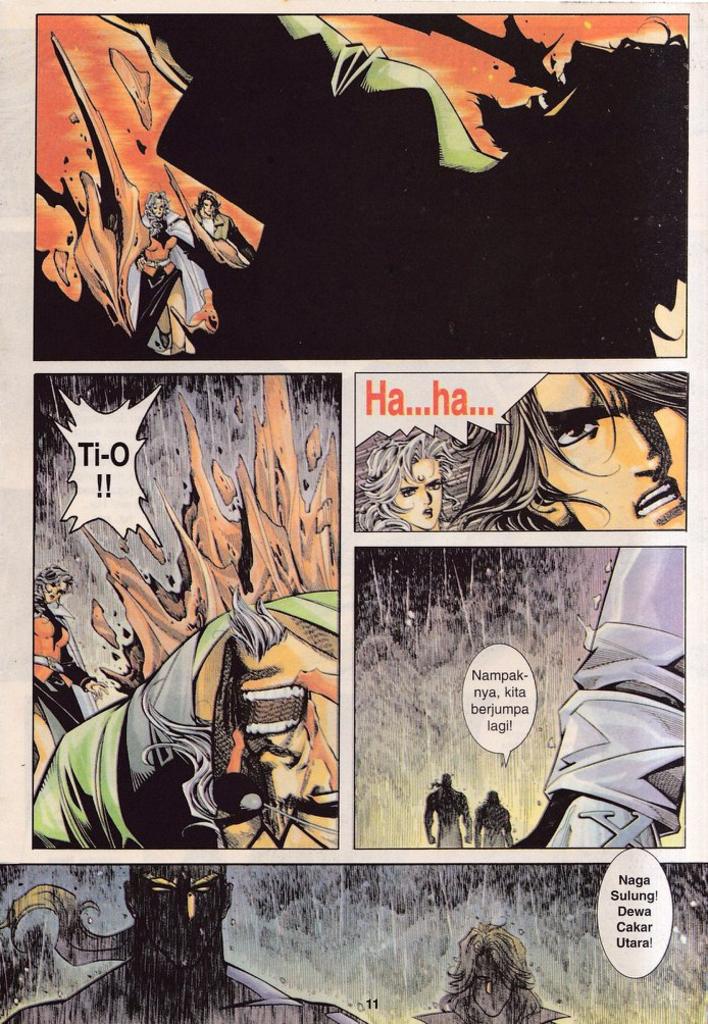 Ha...ha...
Ti-O
!!
Nampak-
nya, kita
berjumpa
lagi!
Naga
Sulung!
Dewa
Cakar
Utara!
11